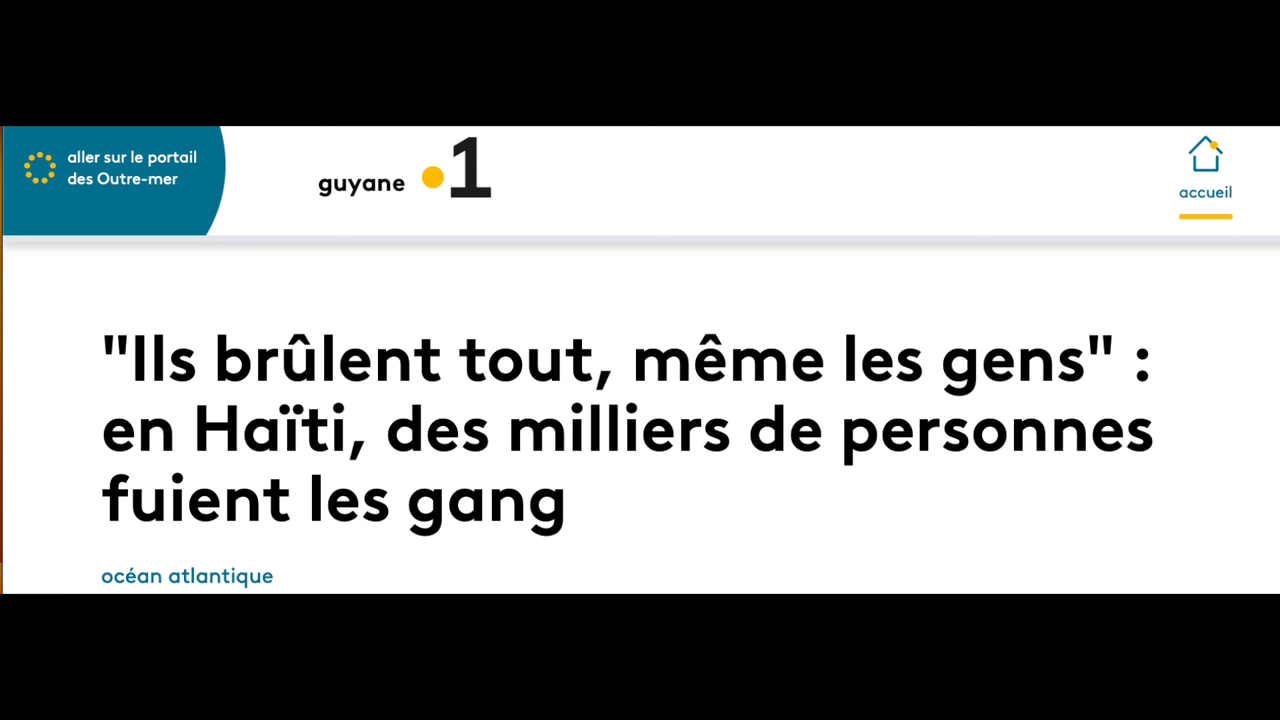 aller sur le portail
des Outre-mer
guyane 1
accueil
"Ils brûlent tout, même les gens" :
en Haïti, des milliers de personnes
fuient les gang
océan atlantique